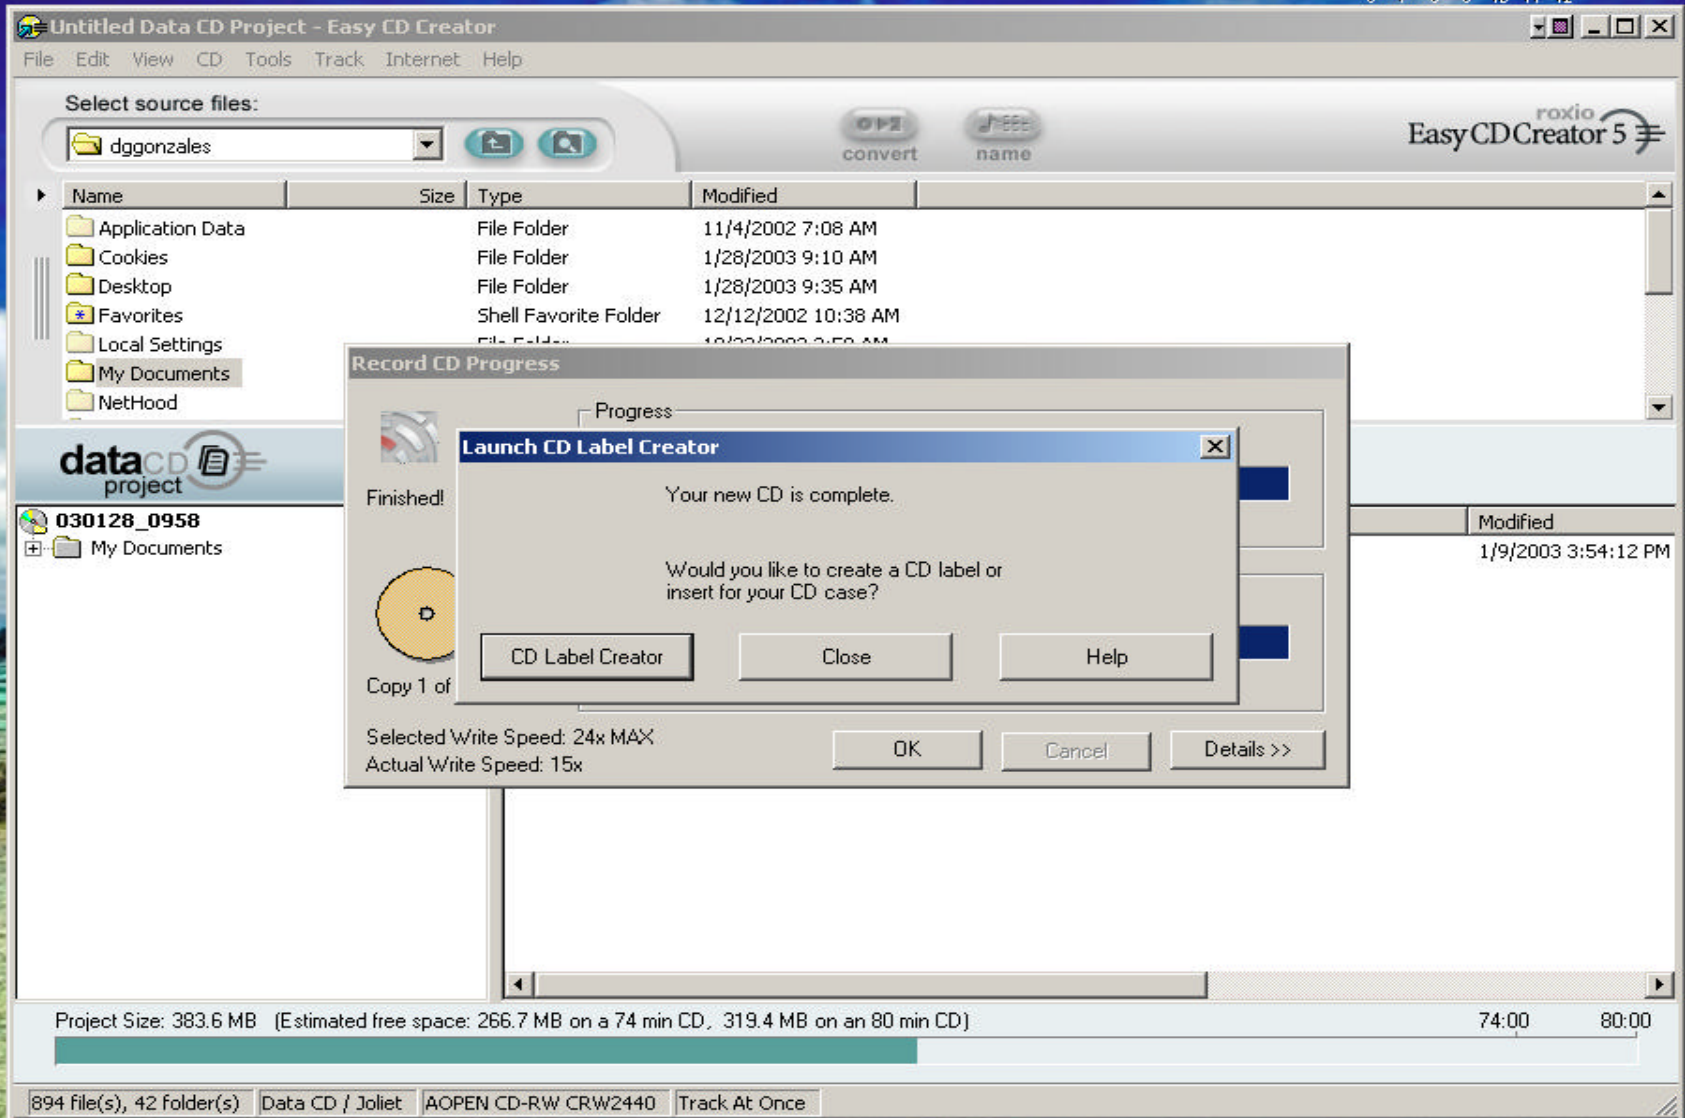 Untitled Data CD Project - Easy CD Creator
File Edit View CD Tools Track Internet Help
Select source files:
dggonzales
convert
name
roxio
Easy CD Creator 5
Name Size Type Modified
Application Data File Folder 11/4/2002 7:08 AM
Cookies File Folder 1/28/2003 9:10 AM
Desktop File Folder 1/28/2003 9:35 AM
Favorites Shell Favorite Folder 12/12/2002 10:38 AM
Local Settings File Folder
My Documents
NetHood
Record CD Progress
Progress
Launch CD Label Creator
Your new CD is complete.
Would you like to create a CD label or
insert for your CD case?
CD Label Creator Close Help
Finished!
Copy 1 of
Selected Write Speed: 24x MAX
Actual Write Speed: 15x
OK Cancel Details >>
datacd
project
030128_0958
My Documents
Modified
1/9/2003 3:54:12 PM
Project Size: 383.6 MB (Estimated free space: 266.7 MB on a 74 min CD, 319.4 MB on an 80 min CD)
74:00 80:00
894 file(s), 42 folder(s) Data CD / Joliet AOPEN CD-RW CRW2440 Track At Once